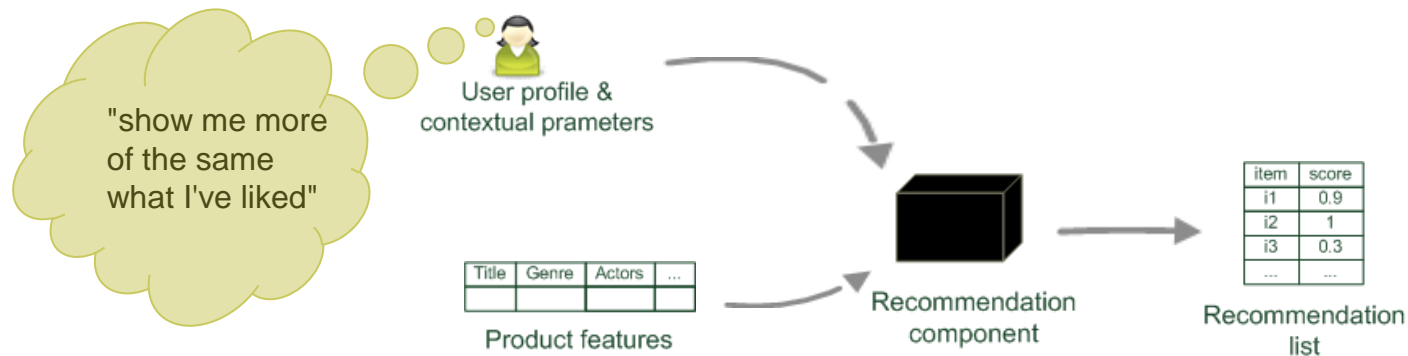 "show me more
of the same
what I've liked"
User profile &
contextual prameters
Title Genre Actors ...
Product features
Recommendation
component
item score
i1 0.9
i2 1
i3 0.3
... ...
Recommendation
list